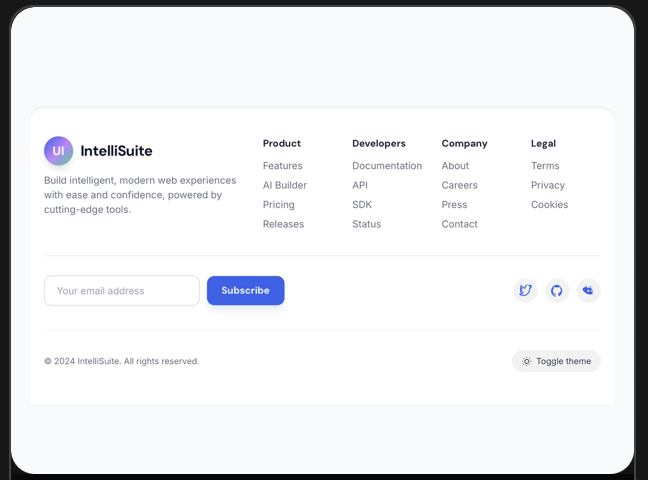 UI IntelliSuite
Build intelligent, modern web experiences
with ease and confidence, powered by
cutting-edge tools.
Product
Features
AI Builder
Pricing
Releases
Developers
Documentation
API
SDK
Status
Company
About
Careers
Press
Contact
Legal
Terms
Privacy
Cookies
Your email address
Subscribe
© 2024 IntelliSuite. All rights reserved.
Toggle theme